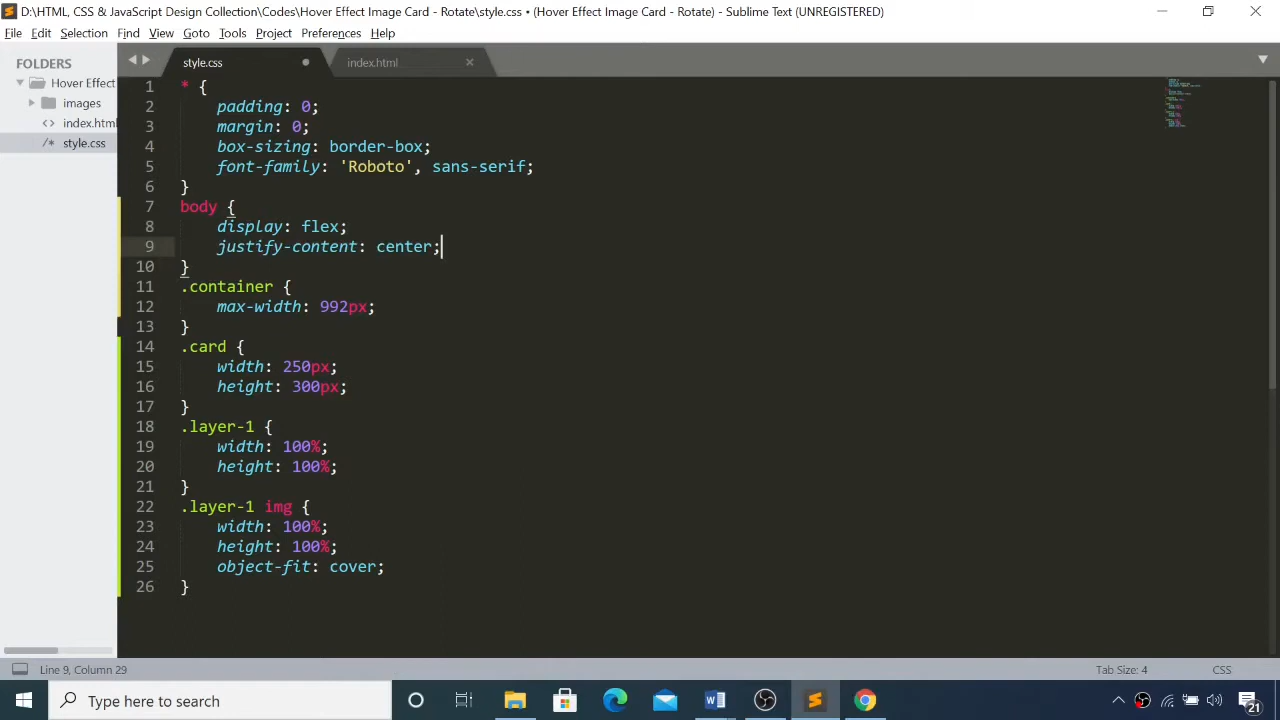 D:\HTML, CSS & JavaScript Design Collection\Codes\Hover Effect Image Card - Rotate\style.css • (Hover Effect Image Card - Rotate) - Sublime Text (UNREGISTERED)
File Edit Selection Find View Goto Tools Project Preferences Help
FOLDERS
Hover Effect
images
index.html
style.css
style.css index.html
1 * {
2 padding: 0;
3 margin: 0;
4 box-sizing: border-box;
5 font-family: 'Roboto', sans-serif;
6 }
7 body {
8 display: flex;
9 justify-content: center;
10 }
11 .container {
12 max-width: 992px;
13 }
14 .card {
15 width: 250px;
16 height: 300px;
17 }
18 .layer-1 {
19 width: 100%;
20 height: 100%;
21 }
22 .layer-1 img {
23 width: 100%;
24 height: 100%;
25 object-fit: cover;
26 }
Line 9, Column 29 Tab Size: 4 CSS
Type here to search 21